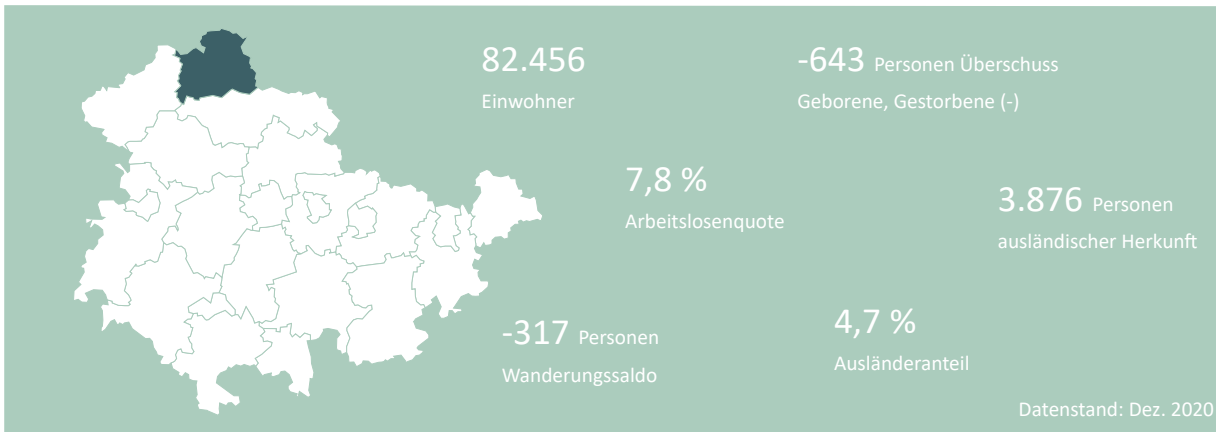 82.456
Einwohner
-643 Personen Überschuss
Geborene, Gestorbene (-)
7,8 %
Arbeitslosenquote
3.876 Personen
ausländischer Herkunft
-317 Personen
Wanderungssaldo
4,7 %
Ausländeranteil
Datenstand: Dez. 2020